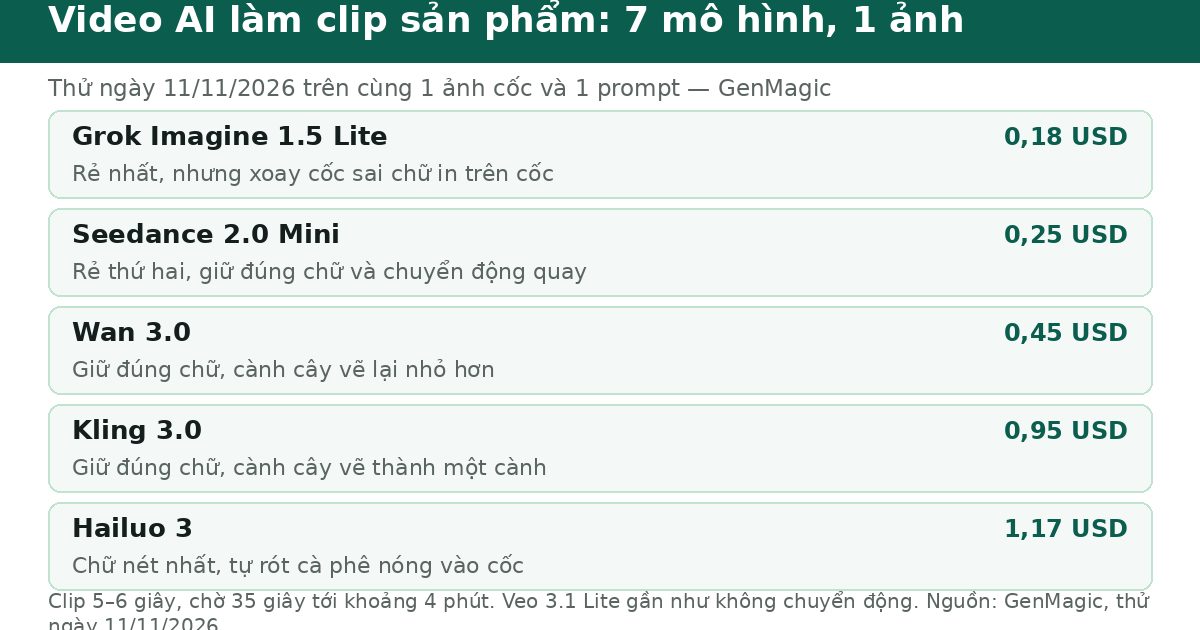 Video AI làm clip sản phẩm: 7 mô hình, 1 ảnh
Thử ngày 11/11/2026 trên cùng 1 ảnh cốc và 1 prompt — GenMagic
Grok Imagine 1.5 Lite
0,18 USD
Rẻ nhất, nhưng xoay cốc sai chữ in trên cốc
Seedance 2.0 Mini
0,25 USD
Rẻ thứ hai, giữ đúng chữ và chuyển động quay
Wan 3.0
0,45 USD
Giữ đúng chữ, cành cây vẽ lại nhỏ hơn
Kling 3.0
0,95 USD
Giữ đúng chữ, cành cây vẽ thành một cành
Hailuo 3
1,17 USD
Chữ nét nhất, tự rót cà phê nóng vào cốc
Clip 5–6 giây, chờ 35 giây tới khoảng 4 phút. Veo 3.1 Lite gần như không chuyển động. Nguồn: GenMagic, thử
ngày 11/11/2026